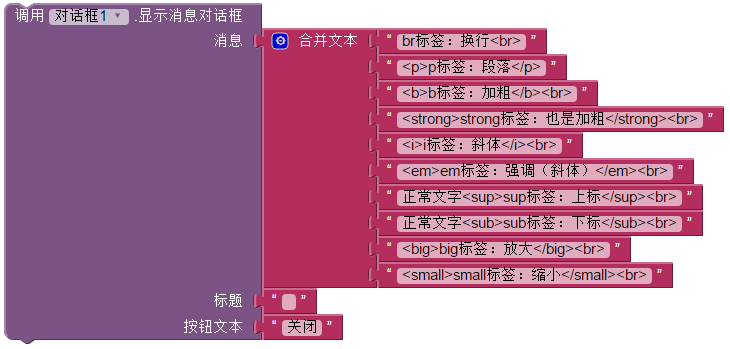 调用 对话框1 .显示消息对话框
消息 合并文本 “ br标签：换行<br> ”
“ <p>p标签：段落</p> ”
“ <b>b标签：加粗</b><br> ”
“ <strong>strong标签：也是加粗</strong><br> ”
“ <i>i标签：斜体</i><br> ”
“ <em>em标签：强调（斜体）</em><br> ”
“ 正常文字<sup>sup标签：上标</sup><br> ”
“ 正常文字<sub>sub标签：下标</sub><br> ”
“ <big>big标签：放大</big><br> ”
“ <small>small标签：缩小</small><br> ”
标题 “ ”
按钮文本 “ 关闭 ”